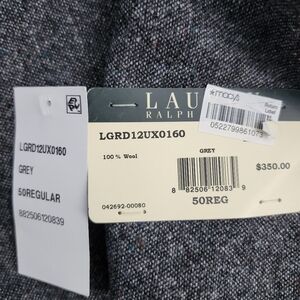 LGRD12UX0160
GREY
50REGULAR
882506120839
LAU
RALPH
★macy's
052279986107
LGRD12UX0160
100 % Wool
GREY
$350.00
8 82506 12083 9
50REG
042692-00080